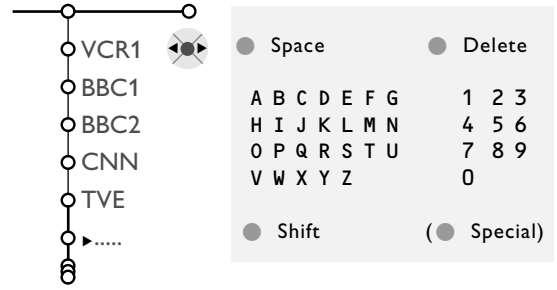 VCR1
BBC1
BBC2
CNN
TVE
.....
Space Delete
A B C D E F G 1 2 3
H I J K L M N 4 5 6
O P Q R S T U 7 8 9
V W X Y Z 0
Shift ( Special)